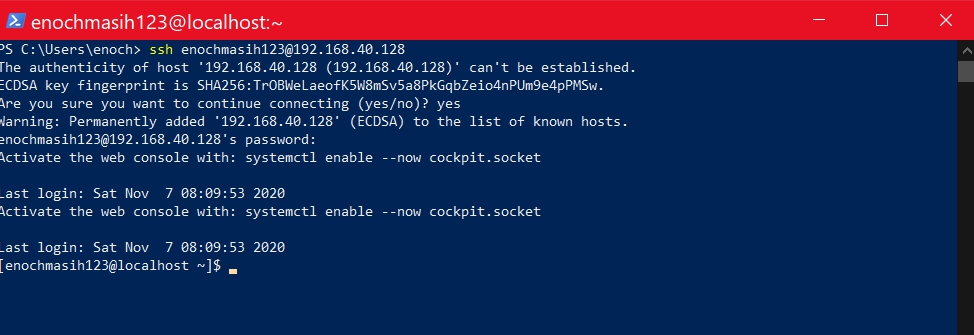 enochmasih123@localhost:~
PS C:\Users\enoch> ssh enochmasih123@192.168.40.128
The authenticity of host '192.168.40.128 (192.168.40.128)' can't be established.
ECDSA key fingerprint is SHA256:TrOBWeLaeofK5W8mSv5a8PkGqbZeio4nPUm9e4pPMSw.
Are you sure you want to continue connecting (yes/no)? yes
Warning: Permanently added '192.168.40.128' (ECDSA) to the list of known hosts.
enochmasih123@192.168.40.128's password:
Activate the web console with: systemctl enable --now cockpit.socket
Last login: Sat Nov  7 08:09:53 2020
Activate the web console with: systemctl enable --now cockpit.socket
Last login: Sat Nov  7 08:09:53 2020
[enochmasih123@localhost ~]$